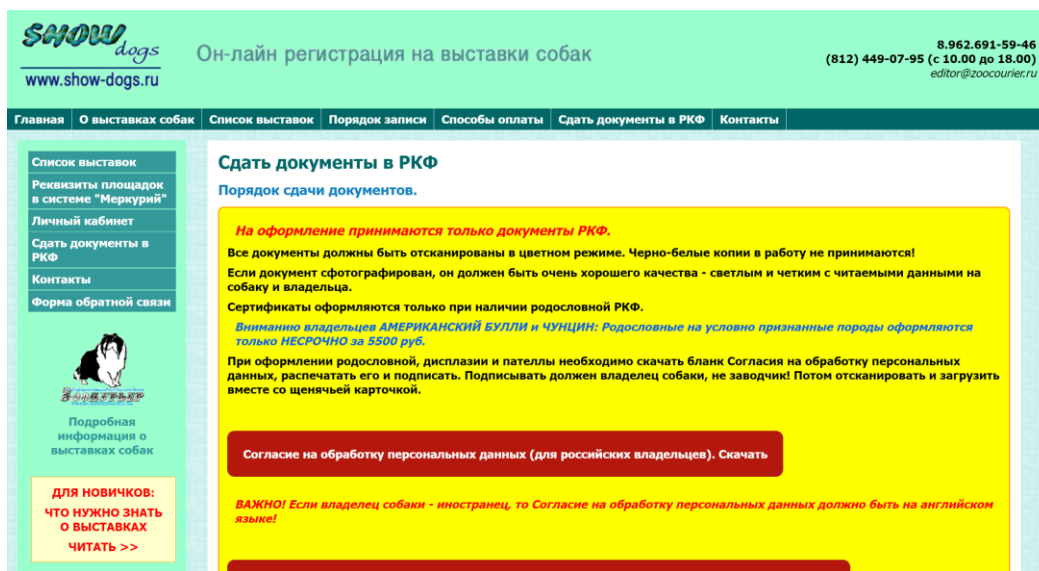 SHOW
dogs
www.show-dogs.ru
Он-лайн регистрация на выставки собак
8.962.691-59-46
(812) 449-07-95 (с 10.00 до 18.00)
editor@zoocourier.ru
Главная О выставках собак Список выставок Порядок записи Способы оплаты Сдать документы в РКФ Контакты
Список выставок
Реквизиты площадок
в системе "Меркурий"
Личный кабинет
Сдать документы в
РКФ
Контакты
Форма обратной связи
Зоокурьер
Подробная
информация о
выставках собак
ДЛЯ НОВИЧКОВ:
ЧТО НУЖНО ЗНАТЬ
О ВЫСТАВКАХ
ЧИТАТЬ >>
Сдать документы в РКФ
Порядок сдачи документов.
На оформление принимаются только документы РКФ.
Все документы должны быть отсканированы в цветном режиме. Черно-белые копии в работу не принимаются!
Если документ сфотографирован, он должен быть очень хорошего качества - светлым и четким с читаемыми данными на
собаку и владельца.
Сертификаты оформляются только при наличии родословной РКФ.
Вниманию владельцев АМЕРИКАНСКИЙ БУЛЛИ и ЧУНЦИН: Родословные на условно признанные породы оформляются
только НЕСРОЧНО за 5500 руб.
При оформлении родословной, дисплазии и пателлы необходимо скачать бланк Согласия на обработку персональных
данных, распечатать его и подписать. Подписывать должен владелец собаки, не заводчик! Потом отсканировать и загрузить
вместе со щенячьей карточкой.
Согласие на обработку персональных данных (для российских владельцев). Скачать
ВАЖНО! Если владелец собаки - иностранец, то Согласие на обработку персональных данных должно быть на английском
языке!